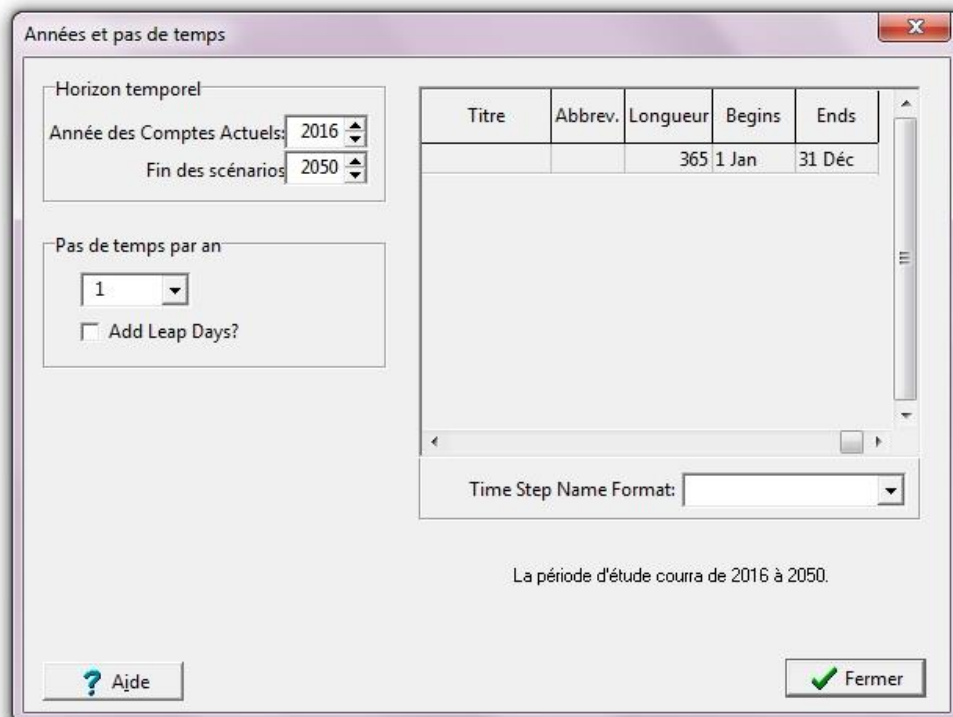 Années et pas de temps
Horizon temporel
Année des Comptes Actuels: 2016
Fin des scénarios 2050
Pas de temps par an
1
Add Leap Days?
Titre Abbrev. Longueur Begins Ends
365 1 Jan 31 Déc
Time Step Name Format:
La période d'étude courra de 2016 à 2050.
? Aide
Fermer